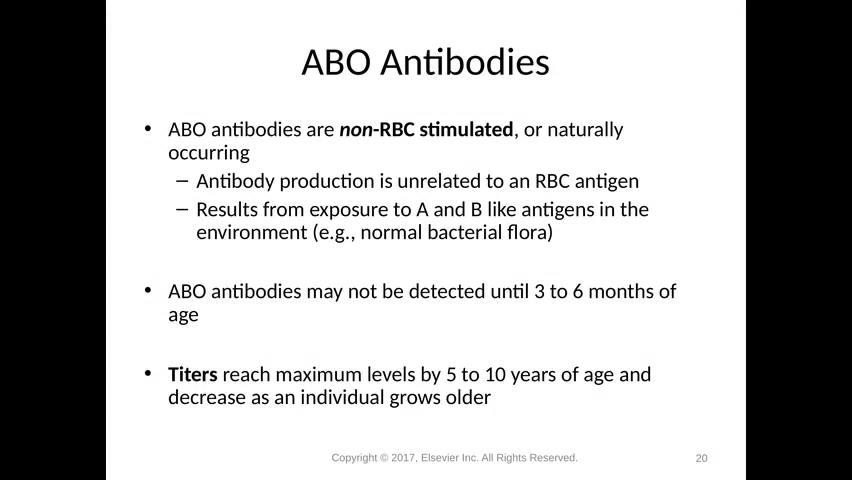 ABO Antibodies
• ABO antibodies are non-RBC stimulated, or naturally
occurring
– Antibody production is unrelated to an RBC antigen
– Results from exposure to A and B like antigens in the
environment (e.g., normal bacterial flora)
• ABO antibodies may not be detected until 3 to 6 months of
age
• Titers reach maximum levels by 5 to 10 years of age and
decrease as an individual grows older
Copyright © 2017, Elsevier Inc. All Rights Reserved.
20